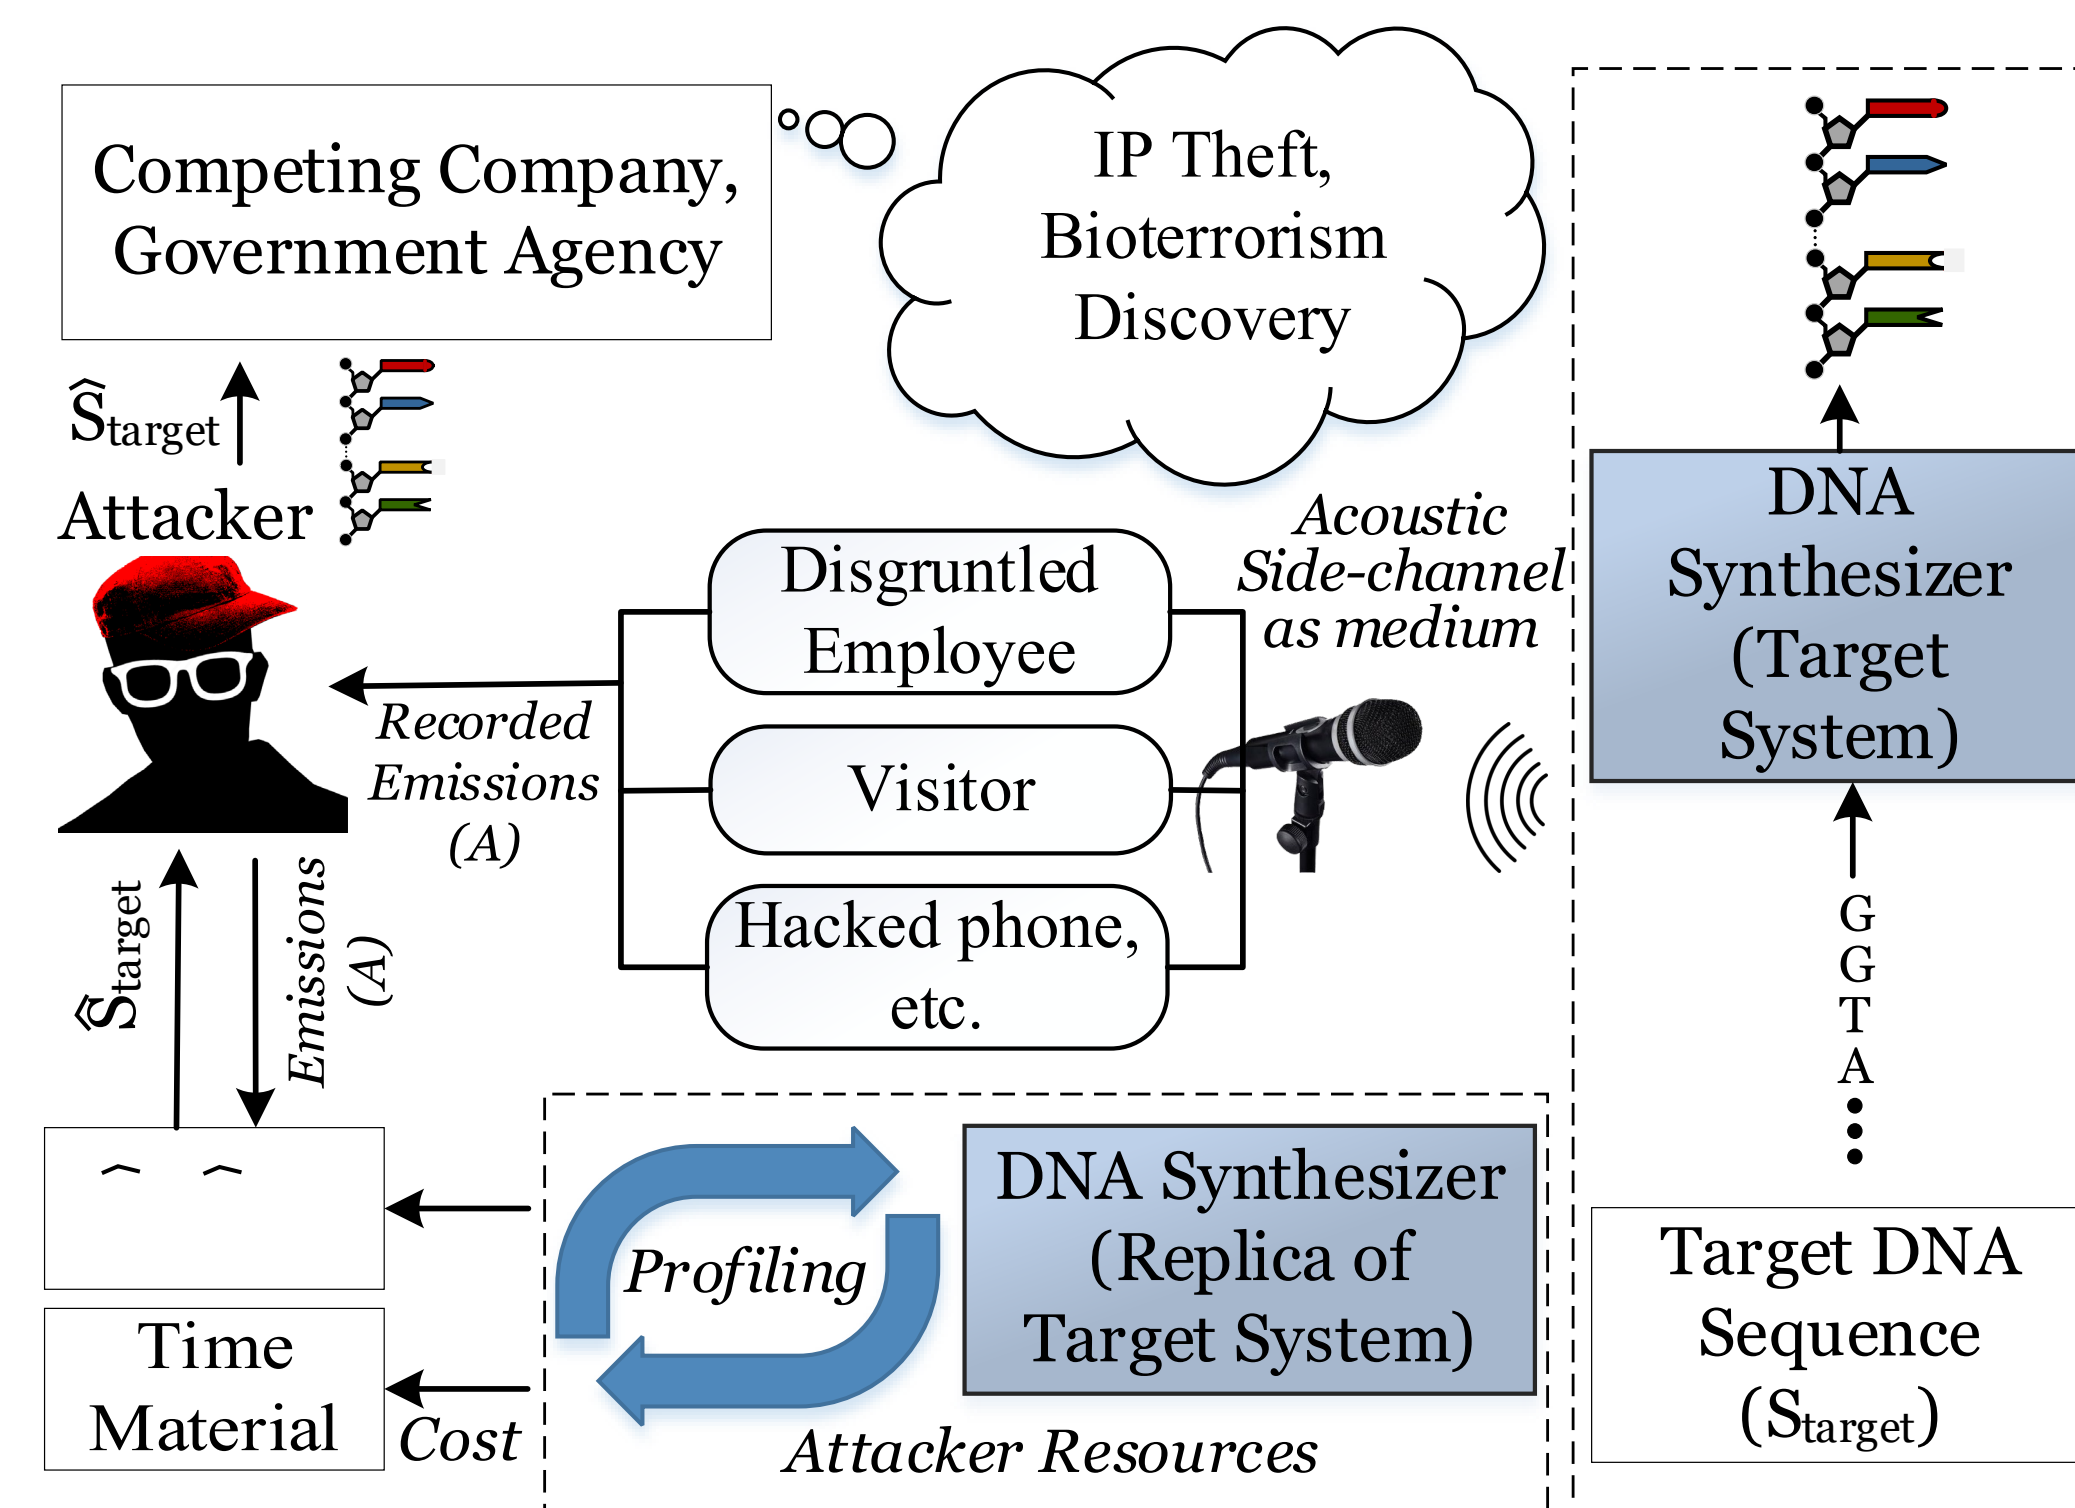 Competing Company,
Government Agency
IP Theft,
Bioterrorism
Discovery
Ŝtarget
Attacker
Disgruntled
Employee
Visitor
Hacked phone,
etc.
Acoustic
Side-channel
as medium
Recorded
Emissions
(A)
Ŝtarget
Emissions
(A)
Time
Material
Cost
Profiling
DNA Synthesizer
(Replica of
Target System)
Attacker Resources
DNA
Synthesizer
(Target
System)
G
G
T
A
Target DNA
Sequence
(Starget)